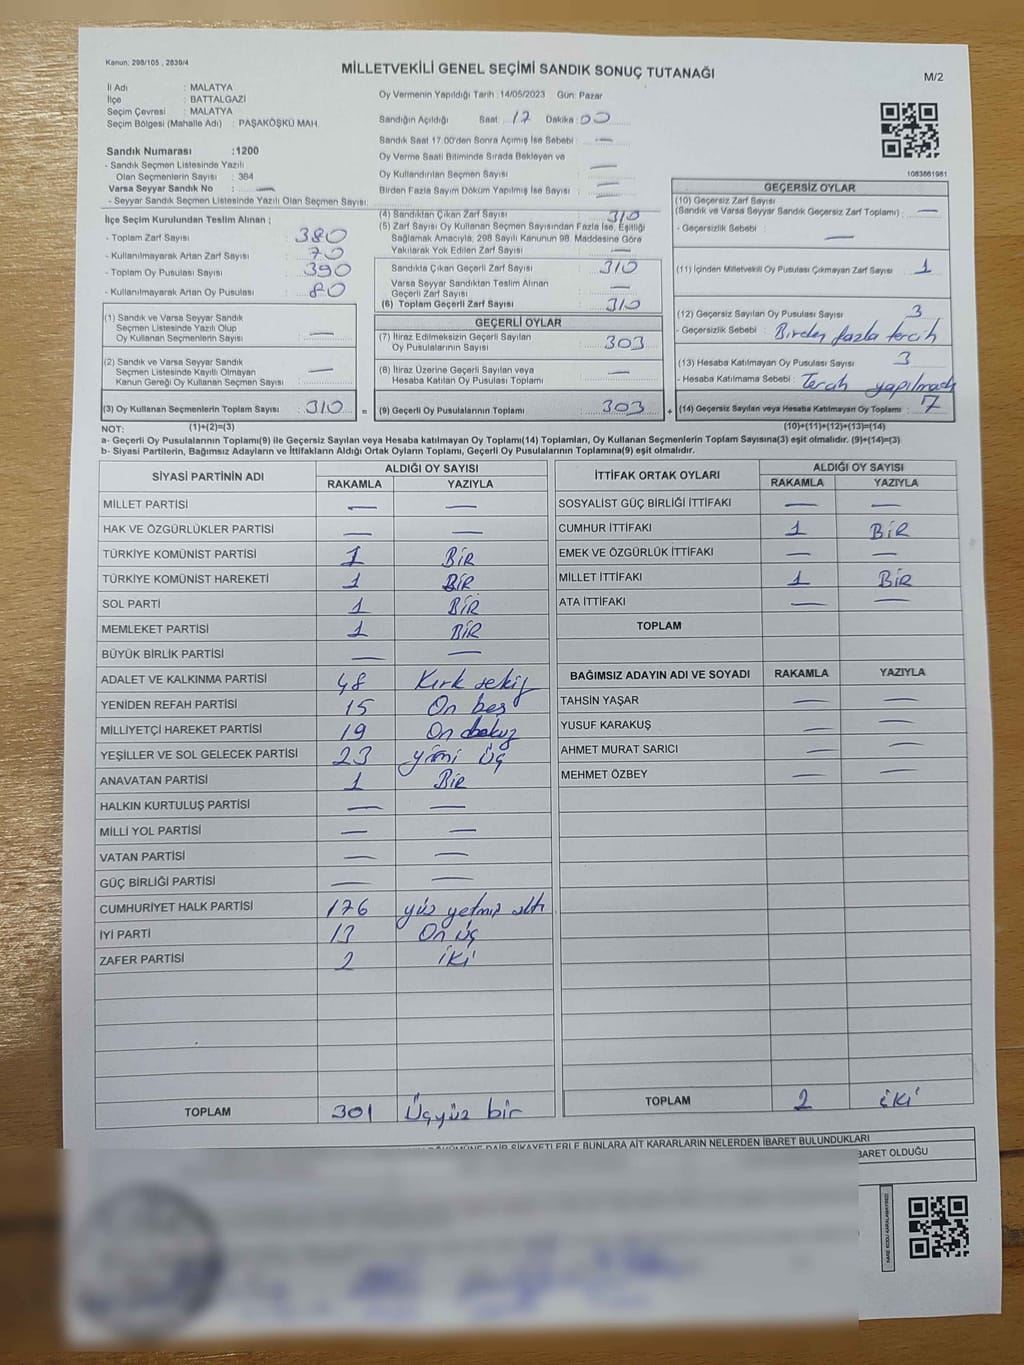 Kanun: 298/105 , 2839/4
MİLLETVEKİLİ GENEL SEÇİMİ SANDIK SONUÇ TUTANAĞI
M/2
İl Adı : MALATYA
İlçe : BATTALGAZİ
Seçim Çevresi : MALATYA
Seçim Bölgesi (Mahalle Adı) : PAŞAKÖŞKÜ MAH.
Sandık Numarası :1200
- Sandık Seçmen Listesinde Yazılı
Olan Seçmenlerin Sayısı : 384
Varsa Seyyar Sandık No : —
- Seyyar Sandık Seçmen Listesinde Yazılı Olan Seçmen Sayısı:
Oy Vermenin Yapıldığı Tarih :14/05/2023 Gün: Pazar
Sandığın Açıldığı Saat: 17 Dakika: 00
Sandık Saat 17:00'den Sonra Açımış İse Sebebi : —
Oy Verme Saati Bitiminde Sırada Bekleyen ve
Oy Kullandırılan Seçmen Sayısı —
Birden Fazla Sayım Döküm Yapılmış İse Sayısı : —
1083661981
İlçe Seçim Kurulundan Teslim Alınan ;
- Toplam Zarf Sayısı : 380
- Kullanılmayarak Artan Zarf Sayısı : 70
- Toplam Oy Pusulası Sayısı : 390
- Kullanılmayarak Artan Oy Pusulası : 80
(1) Sandık ve Varsa Seyyar Sandık
Seçmen Listesinde Yazılı Olup
Oy Kullanan Seçmenlerin Sayısı : —
(2) Sandık ve Varsa Seyyar Sandık
Seçmen Listesinde Kayıtlı Olmayan
Kanun Gereği Oy Kullanan Seçmen Sayısı : —
(3) Oy Kullanan Seçmenlerin Toplam Sayısı : 310 =
(4) Sandıktan Çıkan Zarf Sayısı : 310
(5) Zarf Sayısı Oy Kullanan Seçmen Sayısından Fazla İse, Eşitliği
Sağlamak Amacıyla, 298 Sayılı Kanunun 98. Maddesine Göre
Yakılarak Yok Edilen Zarf Sayısı : —
Sandıkta Çıkan Geçerli Zarf Sayısı : 310
Varsa Seyyar Sandıktan Teslim Alınan
Geçerli Zarf Sayısı : —
(6) Toplam Geçerli Zarf Sayısı : 310
GEÇERLİ OYLAR
(7) İtiraz Edilmeksizin Geçerli Sayılan
Oy Pusulalarının Sayısı : 303
(8) İtiraz Üzerine Geçerli Sayılan veya
Hesaba Katılan Oy Pusulası Toplamı : —
(9) Geçerli Oy Pusulalarının Toplamı : 303 +
GEÇERSİZ OYLAR
(10) Geçersiz Zarf Sayısı
(Sandık ve Varsa Seyyar Sandık Geçersiz Zarf Toplamı) : —
- Geçersizlik Sebebi : —
(11) İçinden Milletvekili Oy Pusulası Çıkmayan Zarf Sayısı : 1
(12) Geçersiz Sayılan Oy Pusulası Sayısı : 3
- Geçersizlik Sebebi : Birden fazla tercih
(13) Hesaba Katılmayan Oy Pusulası Sayısı : 3
- Hesaba Katılmama Sebebi : Tercih yapılmadı
(14) Geçersiz Sayılan veya Hesaba Katılmayan Oy Toplamı : 7
NOT: (1)+(2)=(3) (10)+(11)+(12)+(13)=(14)
a- Geçerli Oy Pusulalarının Toplamı(9) ile Geçersiz Sayılan veya Hesaba katılmayan Oy Toplamı(14) Toplamları, Oy Kullanan Seçmenlerin Toplam Sayısına(3) eşit olmalıdır. (9)+(14)=(3)
b- Siyasi Partilerin, Bağımsız Adayların ve İttifakların Aldığı Ortak Oyların Toplamı, Geçerli Oy Pusulalarının Toplamına(9) eşit olmalıdır.
SİYASİ PARTİNİN ADI ALDIĞI OY SAYISI
RAKAMLA YAZIYLA
MİLLET PARTİSİ — —
HAK VE ÖZGÜRLÜKLER PARTİSİ — —
TÜRKİYE KOMÜNİST PARTİSİ 1 BİR
TÜRKİYE KOMÜNİST HAREKETİ 1 BİR
SOL PARTİ 1 BİR
MEMLEKET PARTİSİ 1 BİR
BÜYÜK BİRLİK PARTİSİ — —
ADALET VE KALKINMA PARTİSİ 48 Kırk sekiz
YENİDEN REFAH PARTİSİ 15 On beş
MİLLİYETÇİ HAREKET PARTİSİ 19 On dokuz
YEŞİLLER VE SOL GELECEK PARTİSİ 23 yirmi üç
ANAVATAN PARTİSİ 1 Bir
HALKIN KURTULUŞ PARTİSİ — —
MİLLİ YOL PARTİSİ — —
VATAN PARTİSİ — —
GÜÇ BİRLİĞİ PARTİSİ — —
CUMHURİYET HALK PARTİSİ 176 yüz yetmiş altı
İYİ PARTİ 13 On üç
ZAFER PARTİSİ 2 iki
TOPLAM 301 Üçyüz bir
İTTİFAK ORTAK OYLARI ALDIĞI OY SAYISI
RAKAMLA YAZIYLA
SOSYALİST GÜÇ BİRLİĞİ İTTİFAKI — —
CUMHUR İTTİFAKI 1 BİR
EMEK VE ÖZGÜRLÜK İTTİFAKI — —
MİLLET İTTİFAKI 1 BİR
ATA İTTİFAKI — —
TOPLAM
BAĞIMSIZ ADAYIN ADI VE SOYADI RAKAMLA YAZIYLA
TAHSİN YAŞAR — —
YUSUF KARAKUŞ — —
AHMET MURAT SARICI — —
MEHMET ÖZBEY — —
TOPLAM 2 iki
DAİR ŞİKAYETLERLE BUNLARA AİT KARARLARIN NELERDEN İBARET BULUNDUKLARI
BARET OLDUĞU